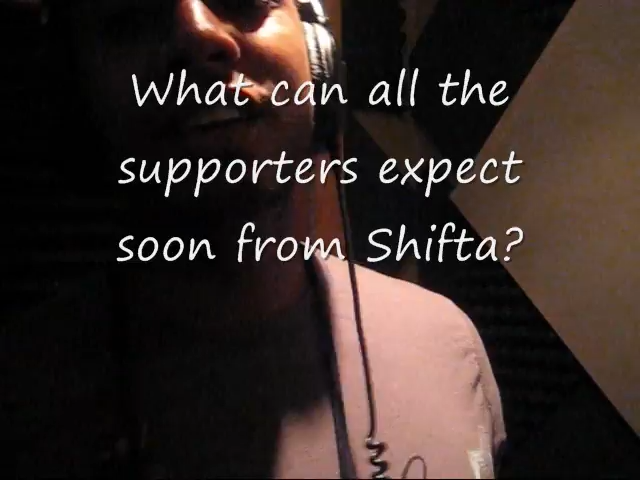 What can all the
supporters expect
soon from Shifta?